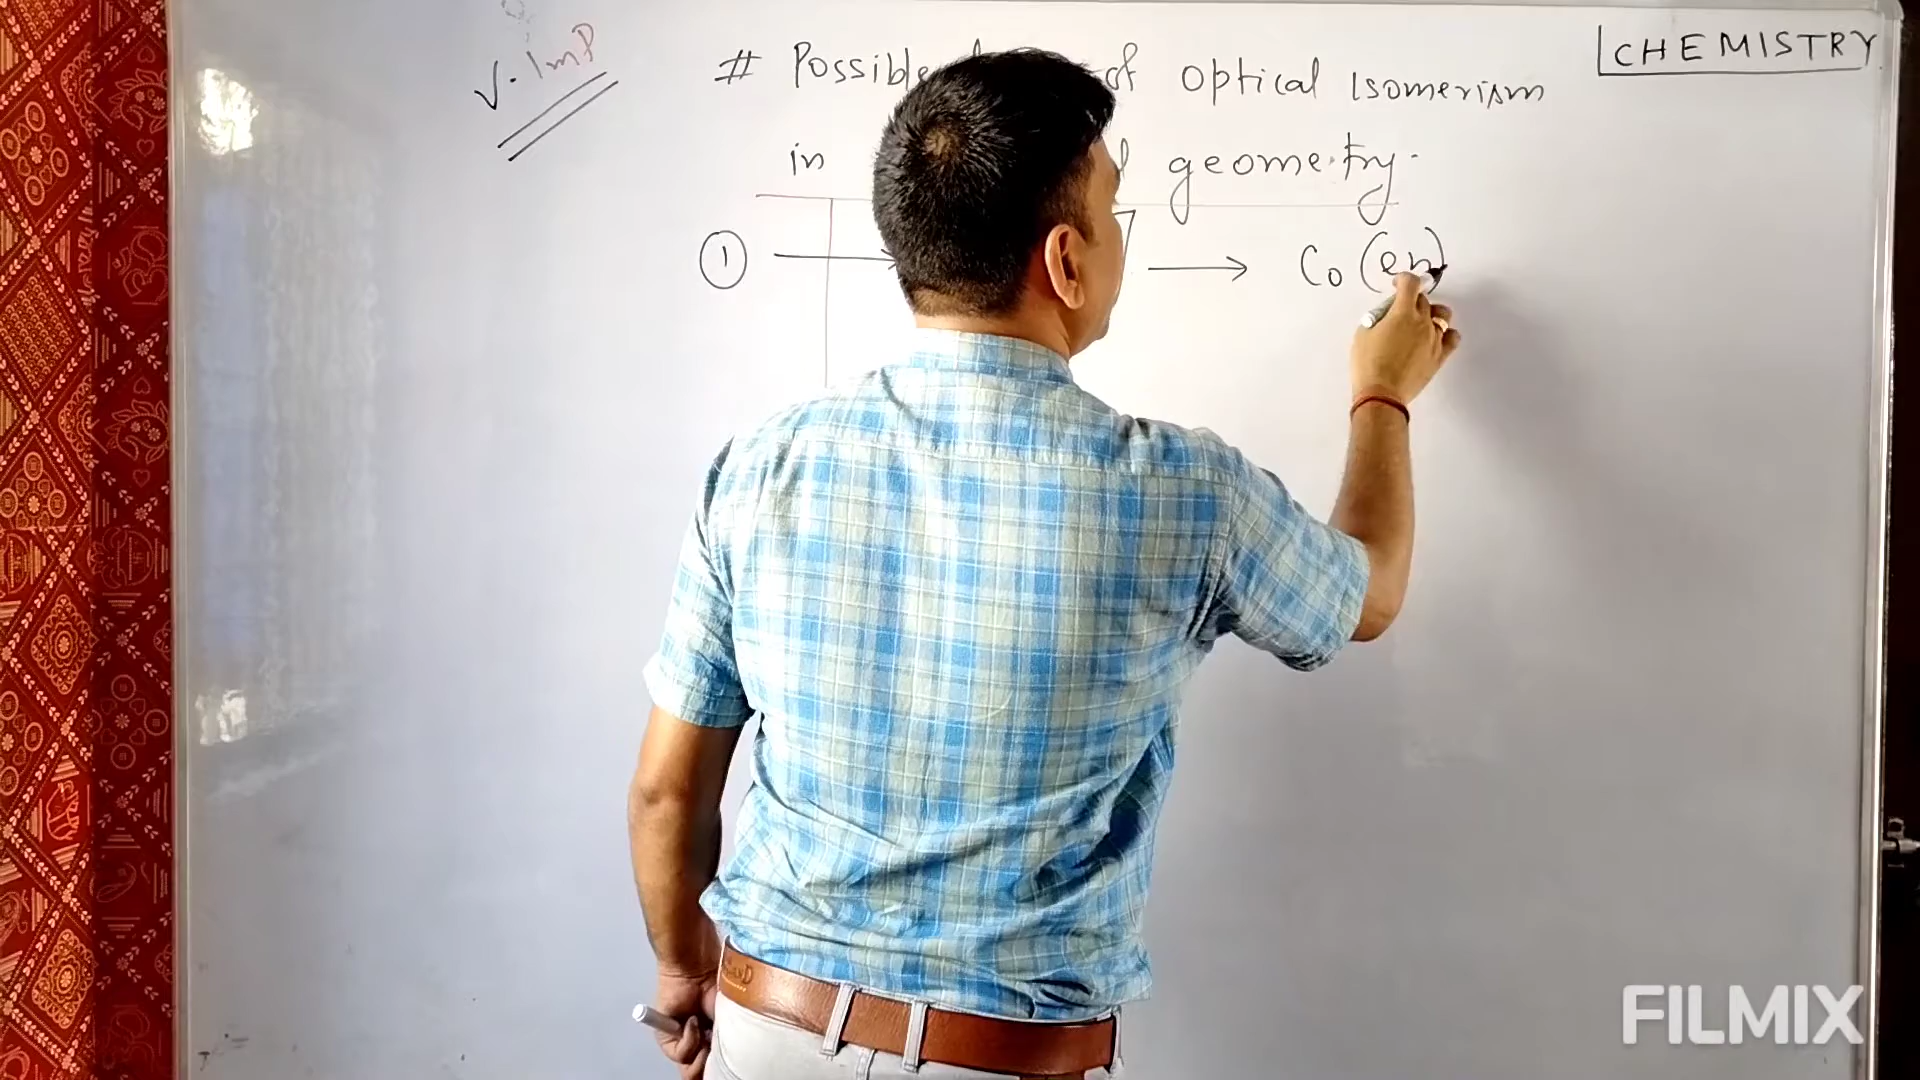 V. Imp
# Possible of optical Isomerism
in geometry.
CHEMISTRY
① → → Co (en)
FILMIX